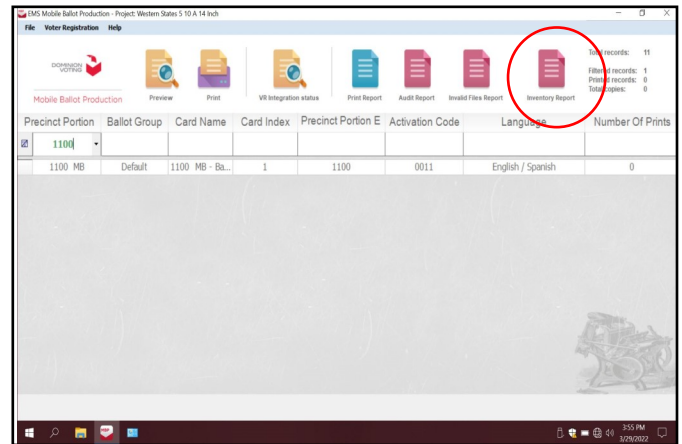 EMS Mobile Ballot Production - Project: Western States 5 10 A 14 Inch
File Voter Registration Help
DOMINION
VOTING
Mobile Ballot Production
Preview
Print
VR Integration status
Print Report
Audit Report
Invalid Files Report
Inventory Report
Total records: 11
Filtered records: 1
Printed records: 0
Total copies: 0
Precinct Portion Ballot Group Card Name Card Index Precinct Portion E Activation Code Language Number Of Prints
1100
1100 MB Default 1100 MB - Ba... 1 1100 0011 English / Spanish 0
3:55 PM
3/29/2022